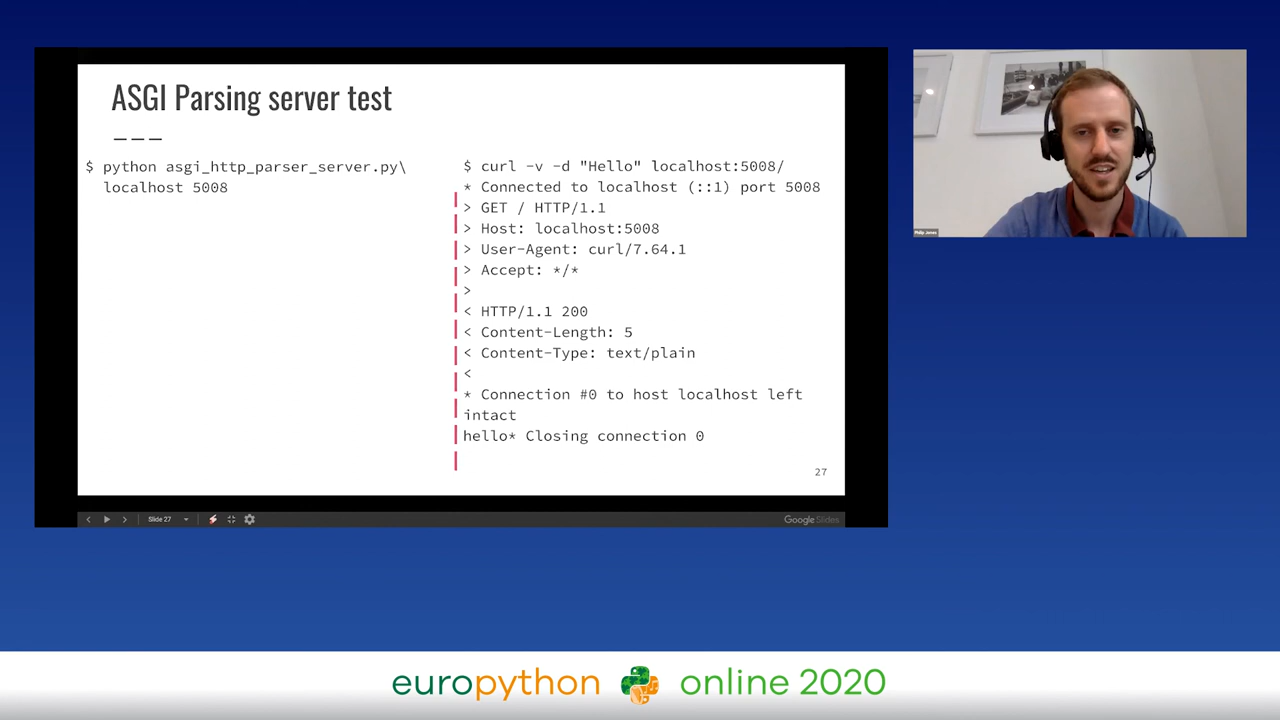 ASGI Parsing server test
$ python asgi_http_parser_server.py\
localhost 5008
$ curl -v -d "Hello" localhost:5008/
* Connected to localhost (::1) port 5008
> GET / HTTP/1.1
> Host: localhost:5008
> User-Agent: curl/7.64.1
> Accept: */*
>
< HTTP/1.1 200
< Content-Length: 5
< Content-Type: text/plain
<
* Connection #0 to host localhost left
intact
hello* Closing connection 0
27
Slide 27
Google Slides
Philip Jones
europython online 2020